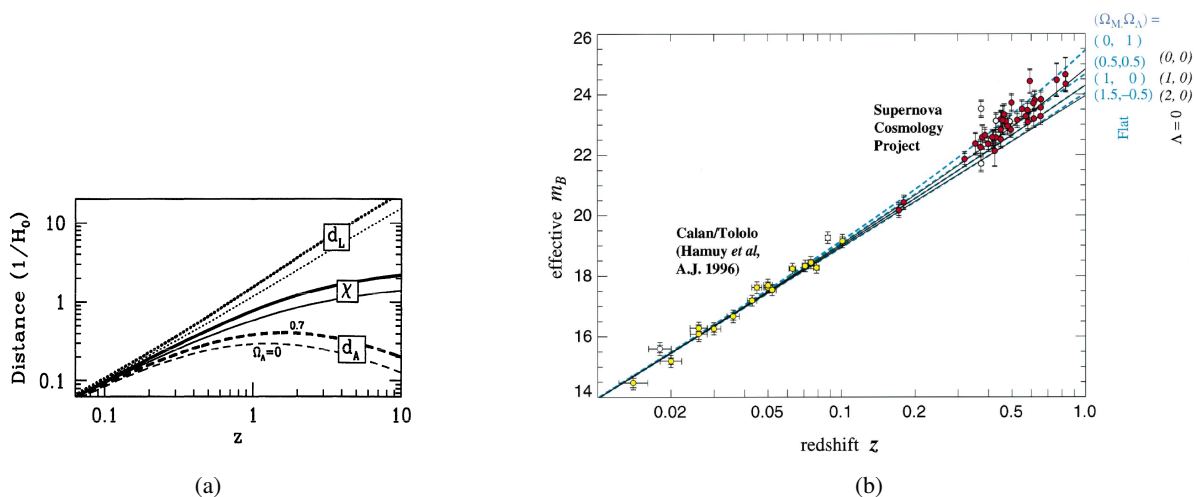 Distance (1/H₀)
10
1
0.1
d_L
χ
0.7
d_A
Ω_Λ=0
0.1
1
10
z
(a)
(Ω_M,Ω_Λ) =
( 0, 1 )
(0.5,0.5) (0, 0)
( 1, 0 ) (1, 0)
(1.5,–0.5) (2, 0)
Flat
Λ = 0
26
24
22
20
18
16
14
effective m_B
Supernova
Cosmology
Project
Calan/Tololo
(Hamuy et al,
A.J. 1996)
0.02
0.05
0.1
0.2
0.5
1.0
redshift z
(b)